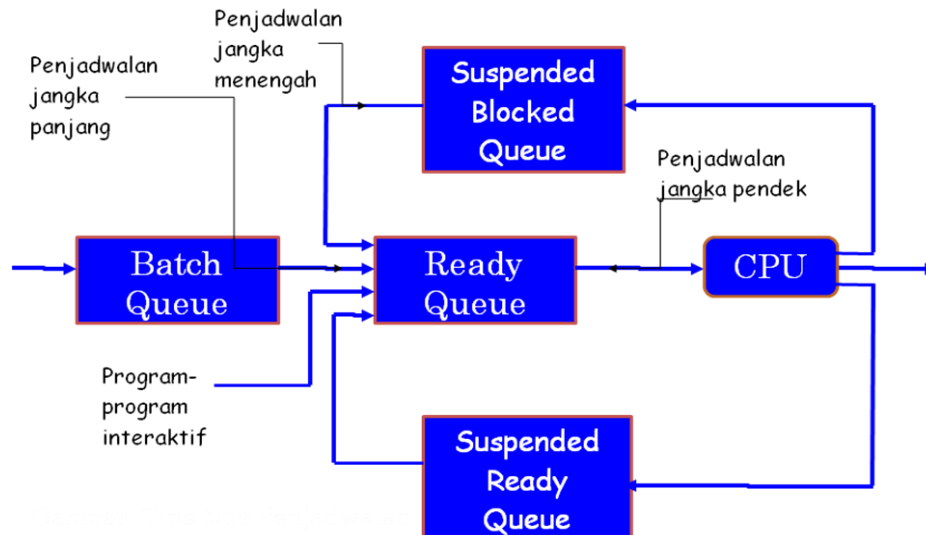 Penjadwalan
jangka
menengah
Penjadwalan
jangka
panjang
Suspended
Blocked
Queue
Penjadwalan
jangka pendek
Batch
Queue
Ready
Queue
CPU
Program-
program
interaktif
Suspended
Ready
Queue